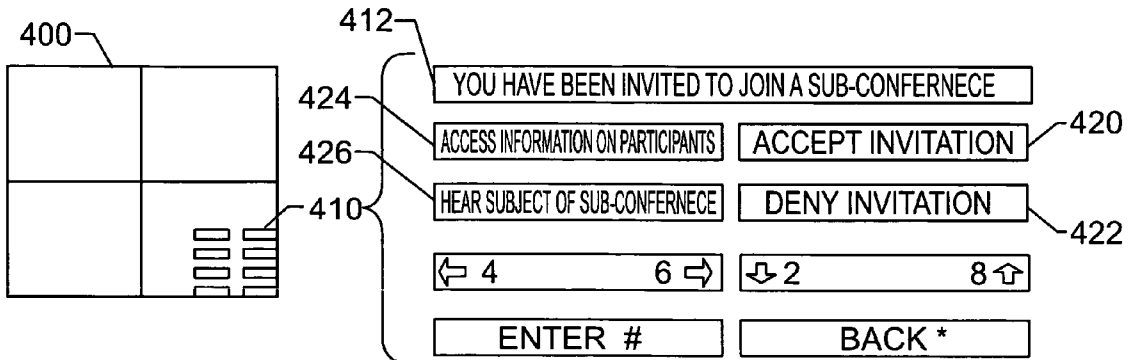 400
412
YOU HAVE BEEN INVITED TO JOIN A SUB-CONFERNECE
424
ACCESS INFORMATION ON PARTICIPANTS
ACCEPT INVITATION
420
426
HEAR SUBJECT OF SUB-CONFERNECE
DENY INVITATION
422
410
⇦ 4 6 ⇨
⇩ 2 8 ⇧
ENTER #
BACK *